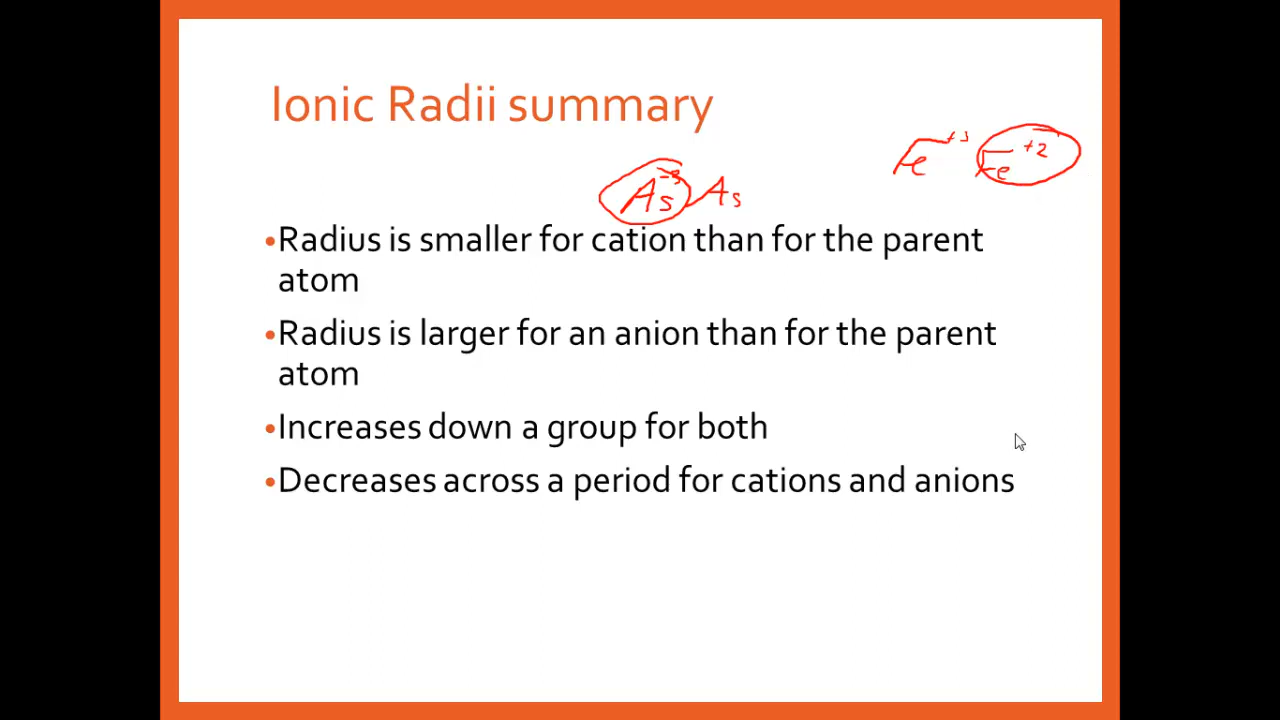 Ionic Radii summary
Fe +3 Fe +2
As -3 As
•Radius is smaller for cation than for the parent
atom
•Radius is larger for an anion than for the parent
atom
•Increases down a group for both
•Decreases across a period for cations and anions